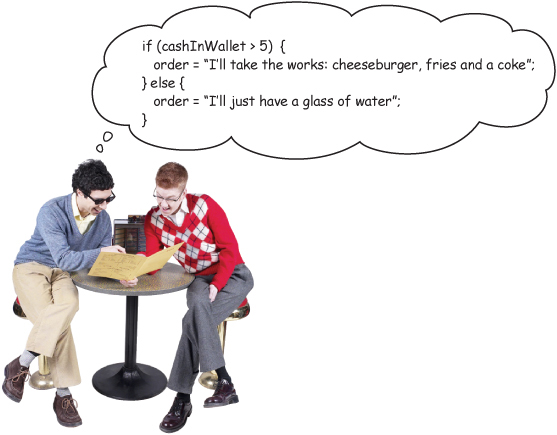 if (cashInWallet > 5) {
order = “I’ll take the works: cheeseburger, fries and a coke”;
} else {
order = “I’ll just have a glass of water”;
}